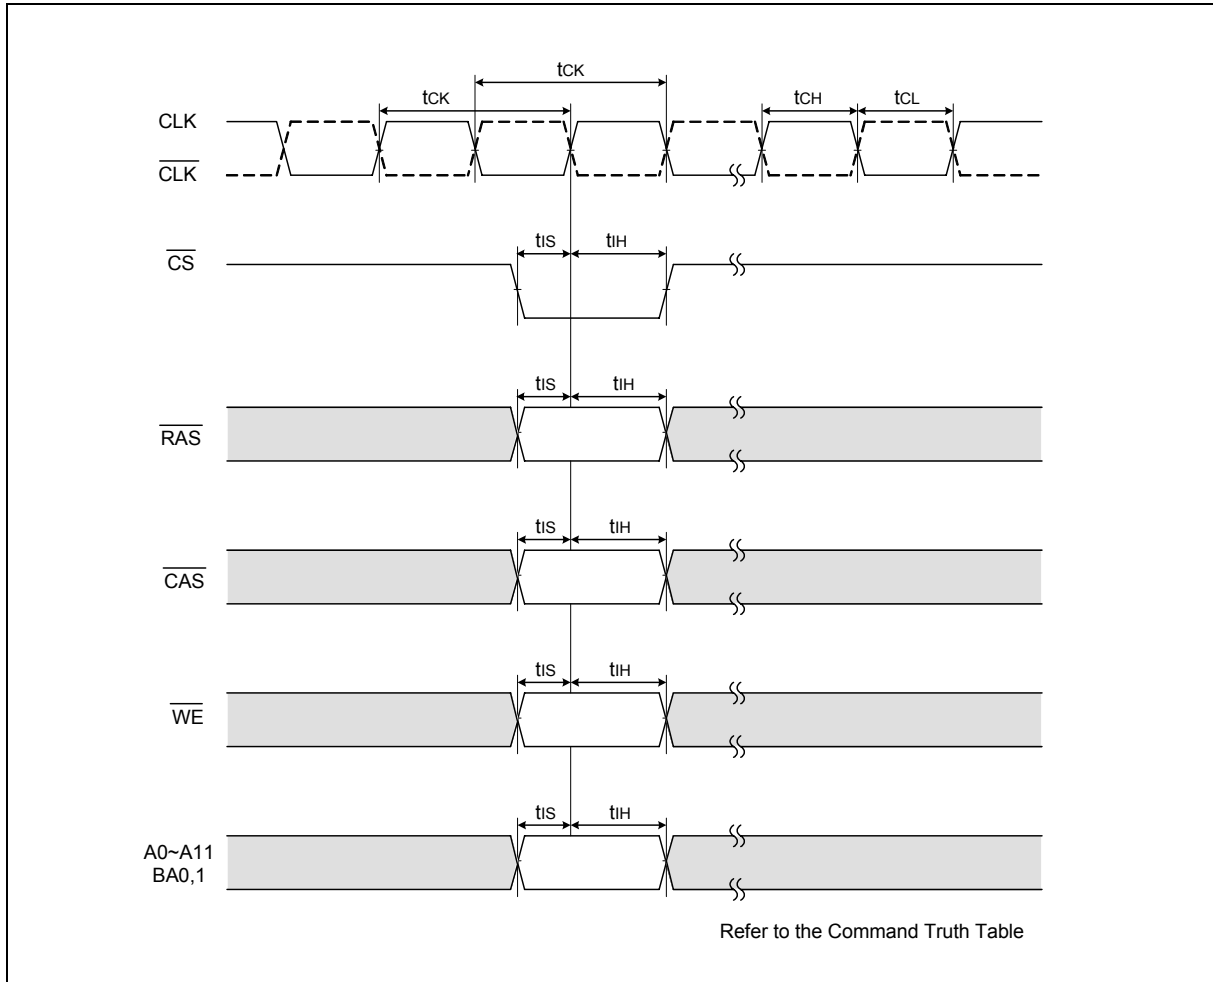 tCK
tCK tCH tCL
CLK
CLK
tIS tIH
CS
tIS tIH
RAS
tIS tIH
CAS
tIS tIH
WE
tIS tIH
A0~A11
BA0,1
Refer to the Command Truth Table